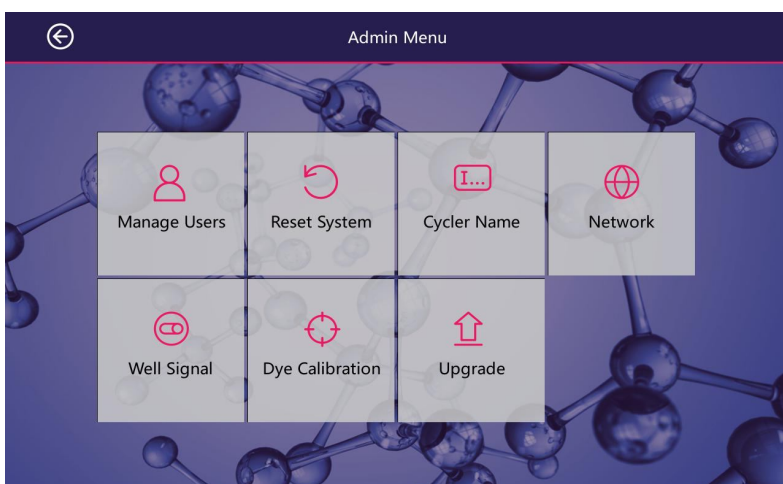 Admin Menu
Manage Users
Reset System
I...
Cycler Name
Network
Well Signal
Dye Calibration
Upgrade